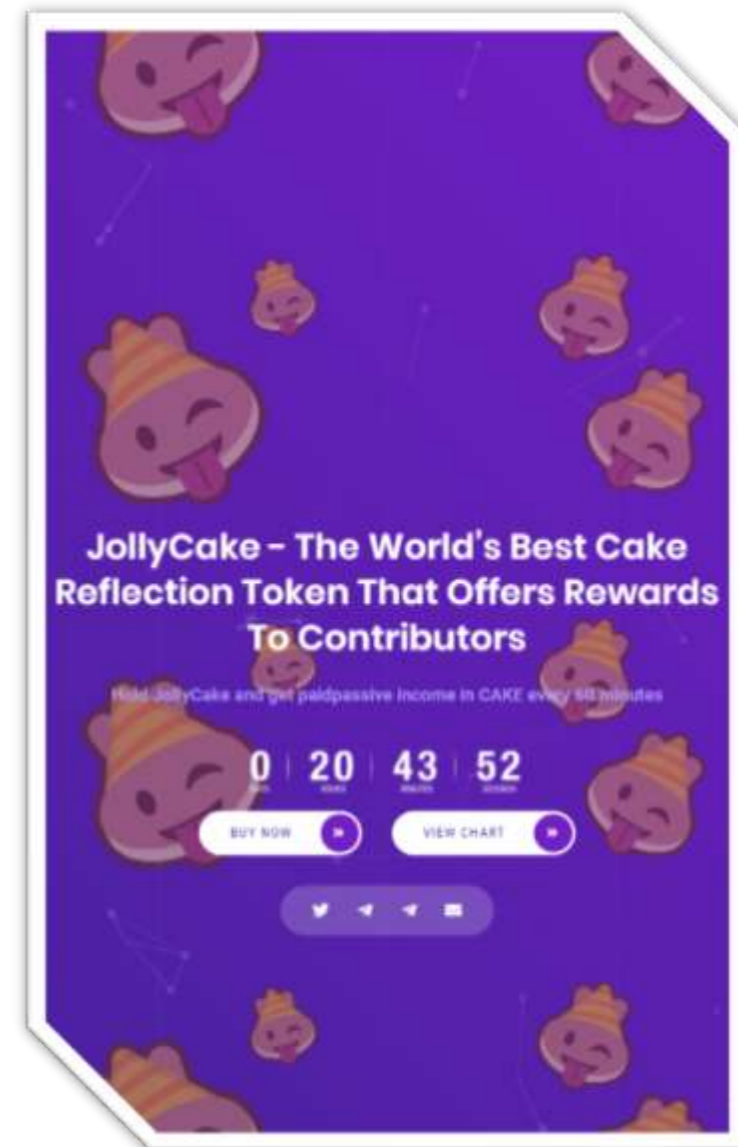 JollyCake - The World's Best Cake
Reflection Token That Offers Rewards
To Contributors
Hold JollyCake and get paidpassive income in CAKE every 60 minutes
0 20 43 52
BUY NOW VIEW CHART